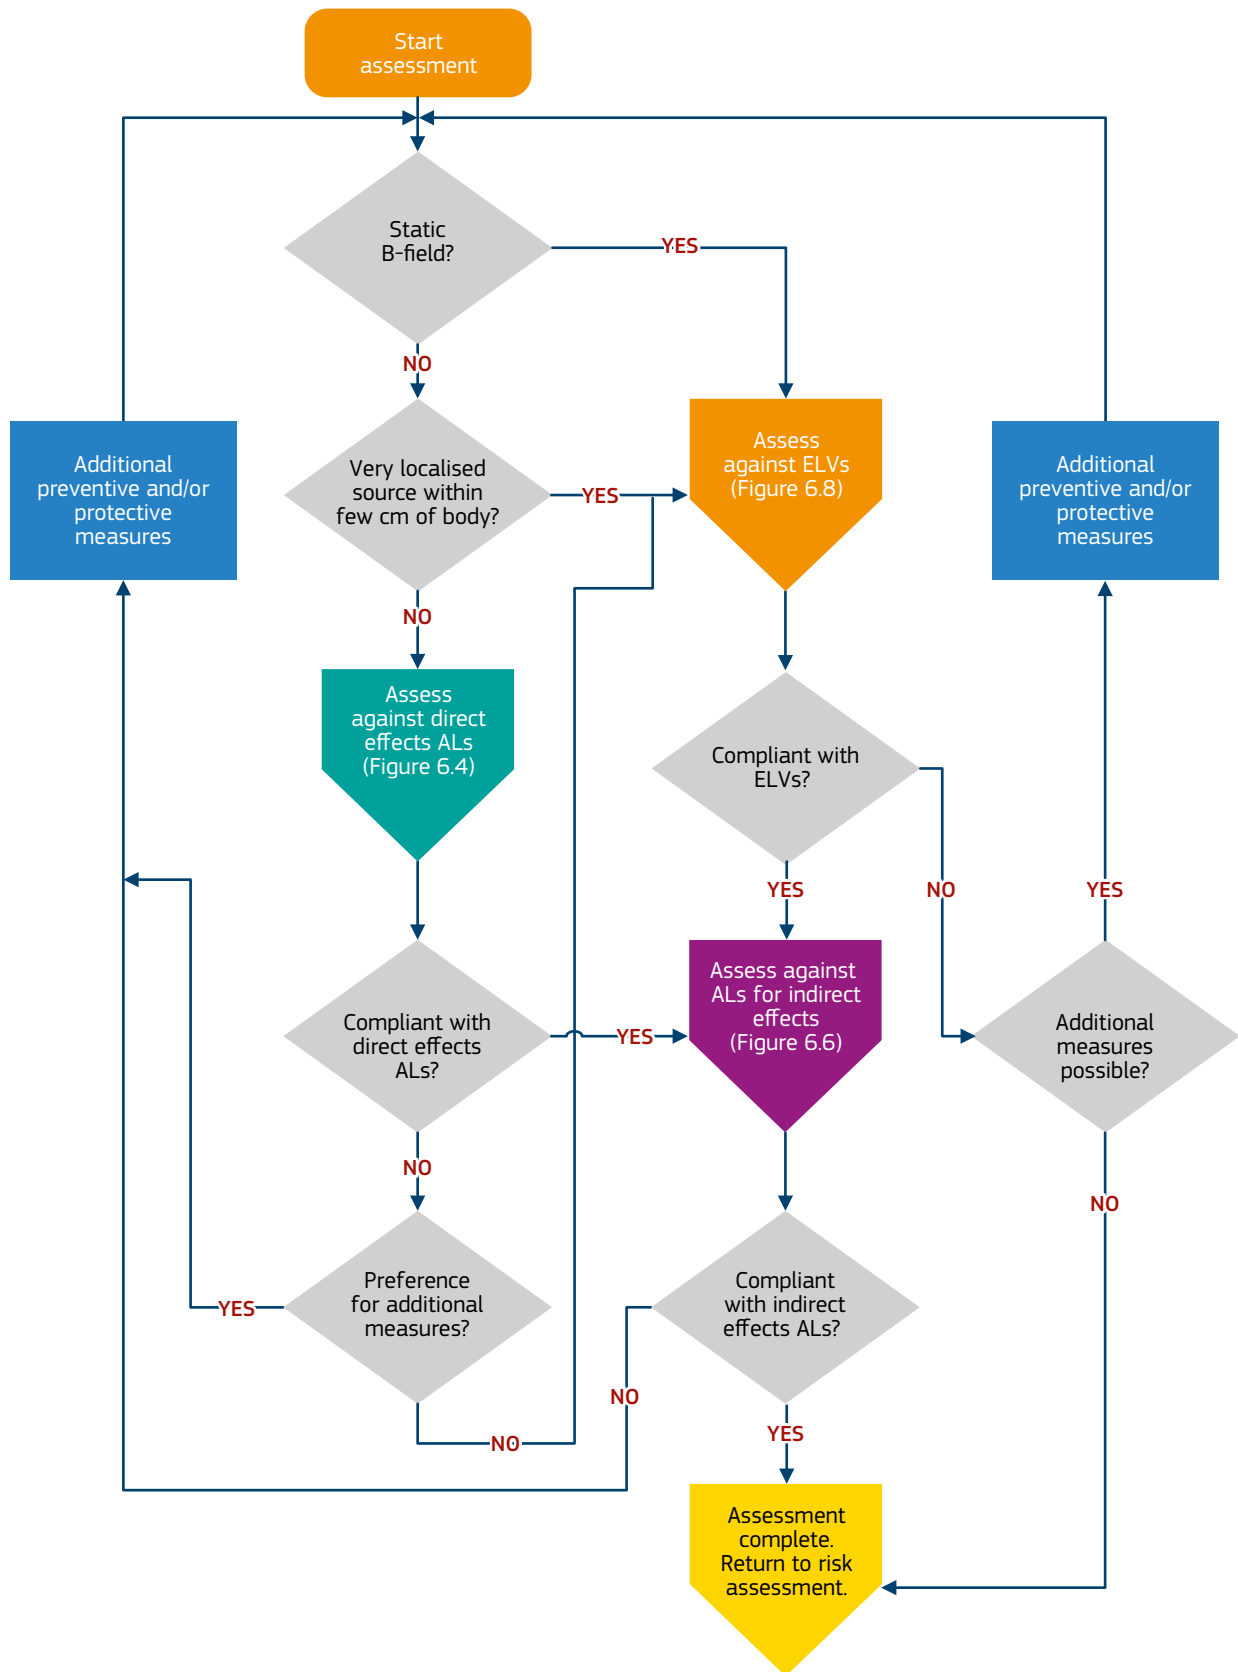 Start
assessment
Static
B-field?
YES
NO
Additional
preventive and/or
protective
measures
Very localised
source within
few cm of body?
YES
Assess
against ELVs
(Figure 6.8)
Additional
preventive and/or
protective
measures
NO
Assess
against direct
effects ALs
(Figure 6.4)
Compliant with
ELVs?
YES
NO
YES
Compliant with
direct effects
ALs?
YES
Assess against
ALs for indirect
effects
(Figure 6.6)
Additional
measures
possible?
NO
NO
Preference
for additional
measures?
YES
Compliant
with indirect
effects ALs?
NO
NO
YES
Assessment
complete.
Return to risk
assessment.